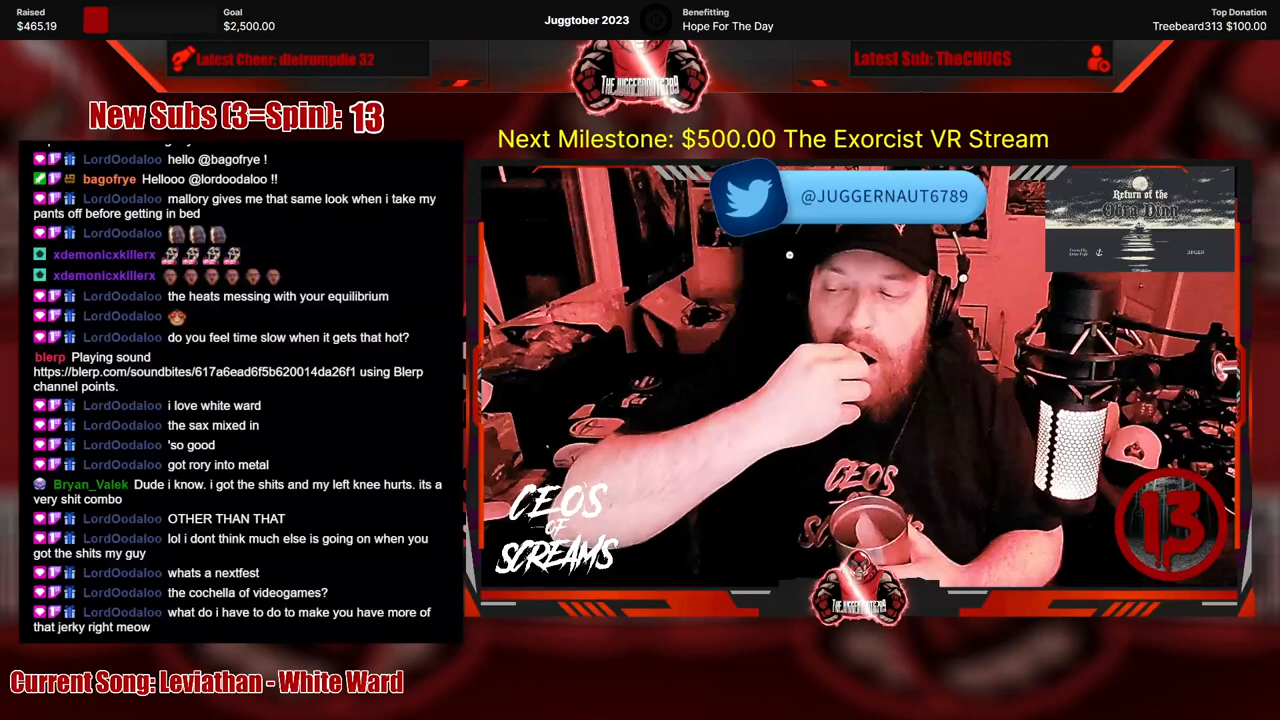 Raised
$465.19
Goal
$2,500.00
Juggtober 2023
Benefitting
Hope For The Day
Top Donation
Treebeard313 $100.00
Latest Cheer: dietrumpdie 32
THEJUGGERNAUT6789
Latest Sub: TheCHUGS
New Subs (3=Spin): 13
Next Milestone: $500.00 The Exorcist VR Stream
@JUGGERNAUT6789
Return of the
Obra Dinn
LordOodaloo hello @bagofrye !
bagofrye Hellooo @lordoodaloo !!
LordOodaloo mallory gives me that same look when i take my
pants off before getting in bed
LordOodaloo
xdemonicxkillerx
xdemonicxkillerx
LordOodaloo the heats messing with your equilibrium
LordOodaloo
LordOodaloo do you feel time slow when it gets that hot?
blerp Playing sound
https://blerp.com/soundbites/617a6ead6f5b620014da26f1 using Blerp
channel points.
LordOodaloo i love white ward
LordOodaloo the sax mixed in
LordOodaloo 'so good
LordOodaloo got rory into metal
Bryan_Valek Dude i know. i got the shits and my left knee hurts. its a
very shit combo
LordOodaloo OTHER THAN THAT
LordOodaloo lol i dont think much else is going on when you
got the shits my guy
LordOodaloo whats a nextfest
LordOodaloo the cochella of videogames?
LordOodaloo what do i have to do to make you have more of
that jerky right meow
CEO'S
OF
SCREAMS
CEO'S
13
THEJUGGERNAUT6789
Current Song: Leviathan - White Ward